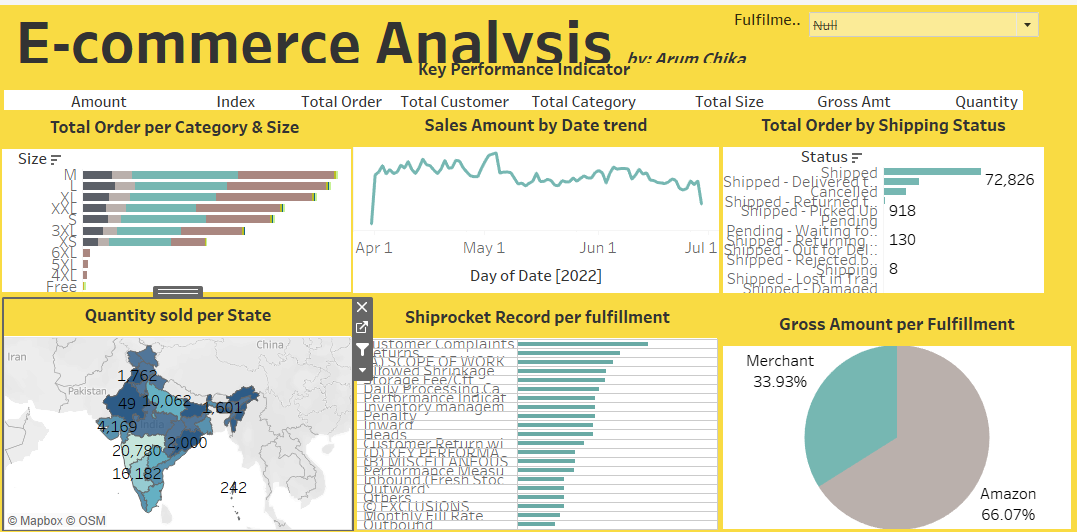 E-commerce Analysis by: Arum Chika
Fulfilme.. Null
Key Performance Indicator
Amount Index Total Order Total Customer Total Category Total Size Gross Amt Quantity
Total Order per Category & Size
Size
M
L
XL
XXL
S
3XL
XS
6XL
5XL
4XL
Free
Sales Amount by Date trend
Apr 1 May 1 Jun 1 Jul 1
Day of Date [2022]
Total Order by Shipping Status
Status
Shipped
72,826
Shipped - Delivered t..
Cancelled
Shipped - Returned t..
Shipped - Picked Up
918
Pending
Pending - Waiting fo..
Shipped - Returning ..
130
Shipped - Out for Del..
Shipped - Rejected b..
Shipping
8
Shipped - Lost in Tra..
Shipped - Damaged
Quantity sold per State
Iran
China
Pakistan
India
1,762
49
10,062
1,601
4,169
2,000
20,780
16,182
242
© Mapbox © OSM
Shiprocket Record per fulfillment
Customer Complaints
Returns
(A) SCOPE OF WORK
Allowed Shrinkage
Storage Fee/Cft
Daily Processing Ca..
Performance Indicat
Inventory managem
Penalty
Inward
Heads
Customer Return wi
(D) KEY PERFORMA..
(B) MISCELLANEOUS
Performance Measu
Inbound (Fresh Stoc
Outward
Others
© EXCLUSIONS
Monthly Fill Rate
Outbound
Gross Amount per Fulfillment
Merchant
33.93%
Amazon
66.07%